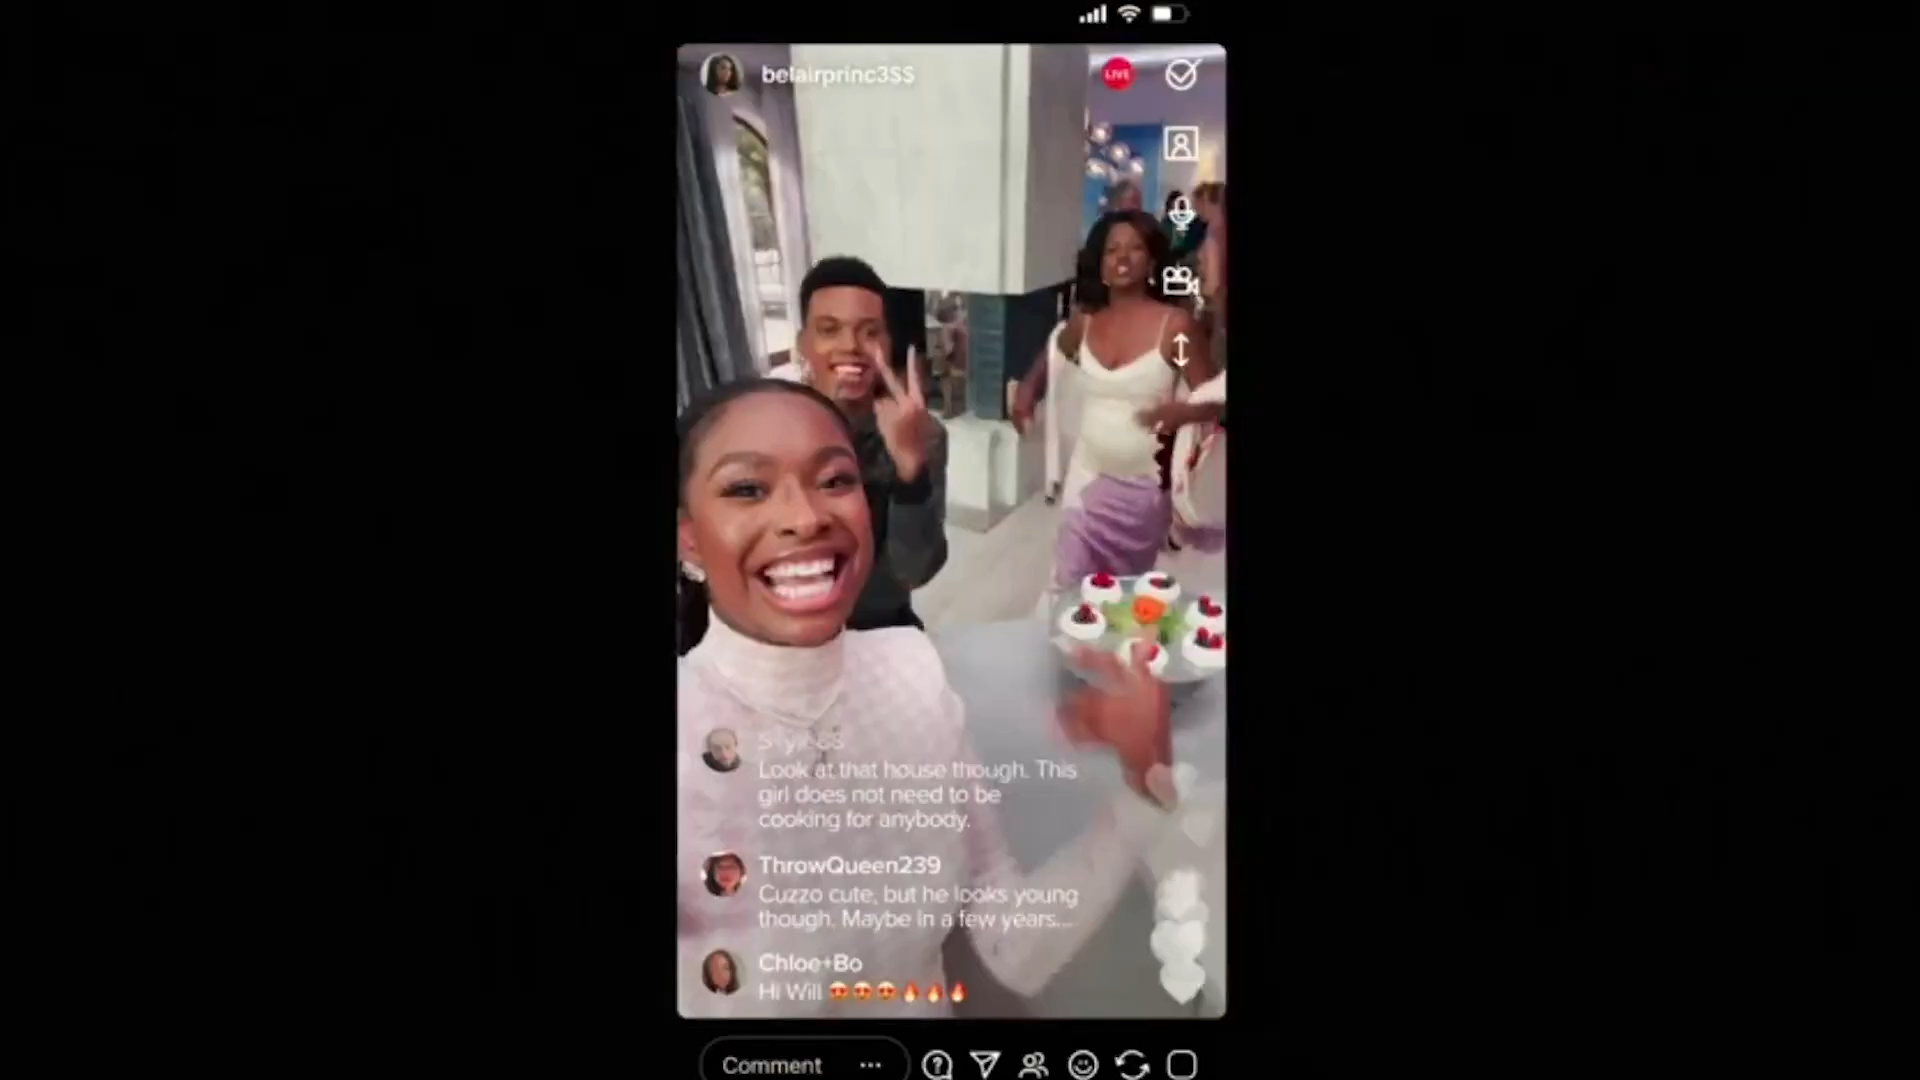 belairprinc3$$
LIVE
Look at that house though. This
girl does not need to be
cooking for anybody.
ThrowQueen239
Cuzzo cute, but he looks young
though. Maybe in a few years...
Chloe+Bo
Hi Will 😍😍😍🔥🔥🔥
Comment ...